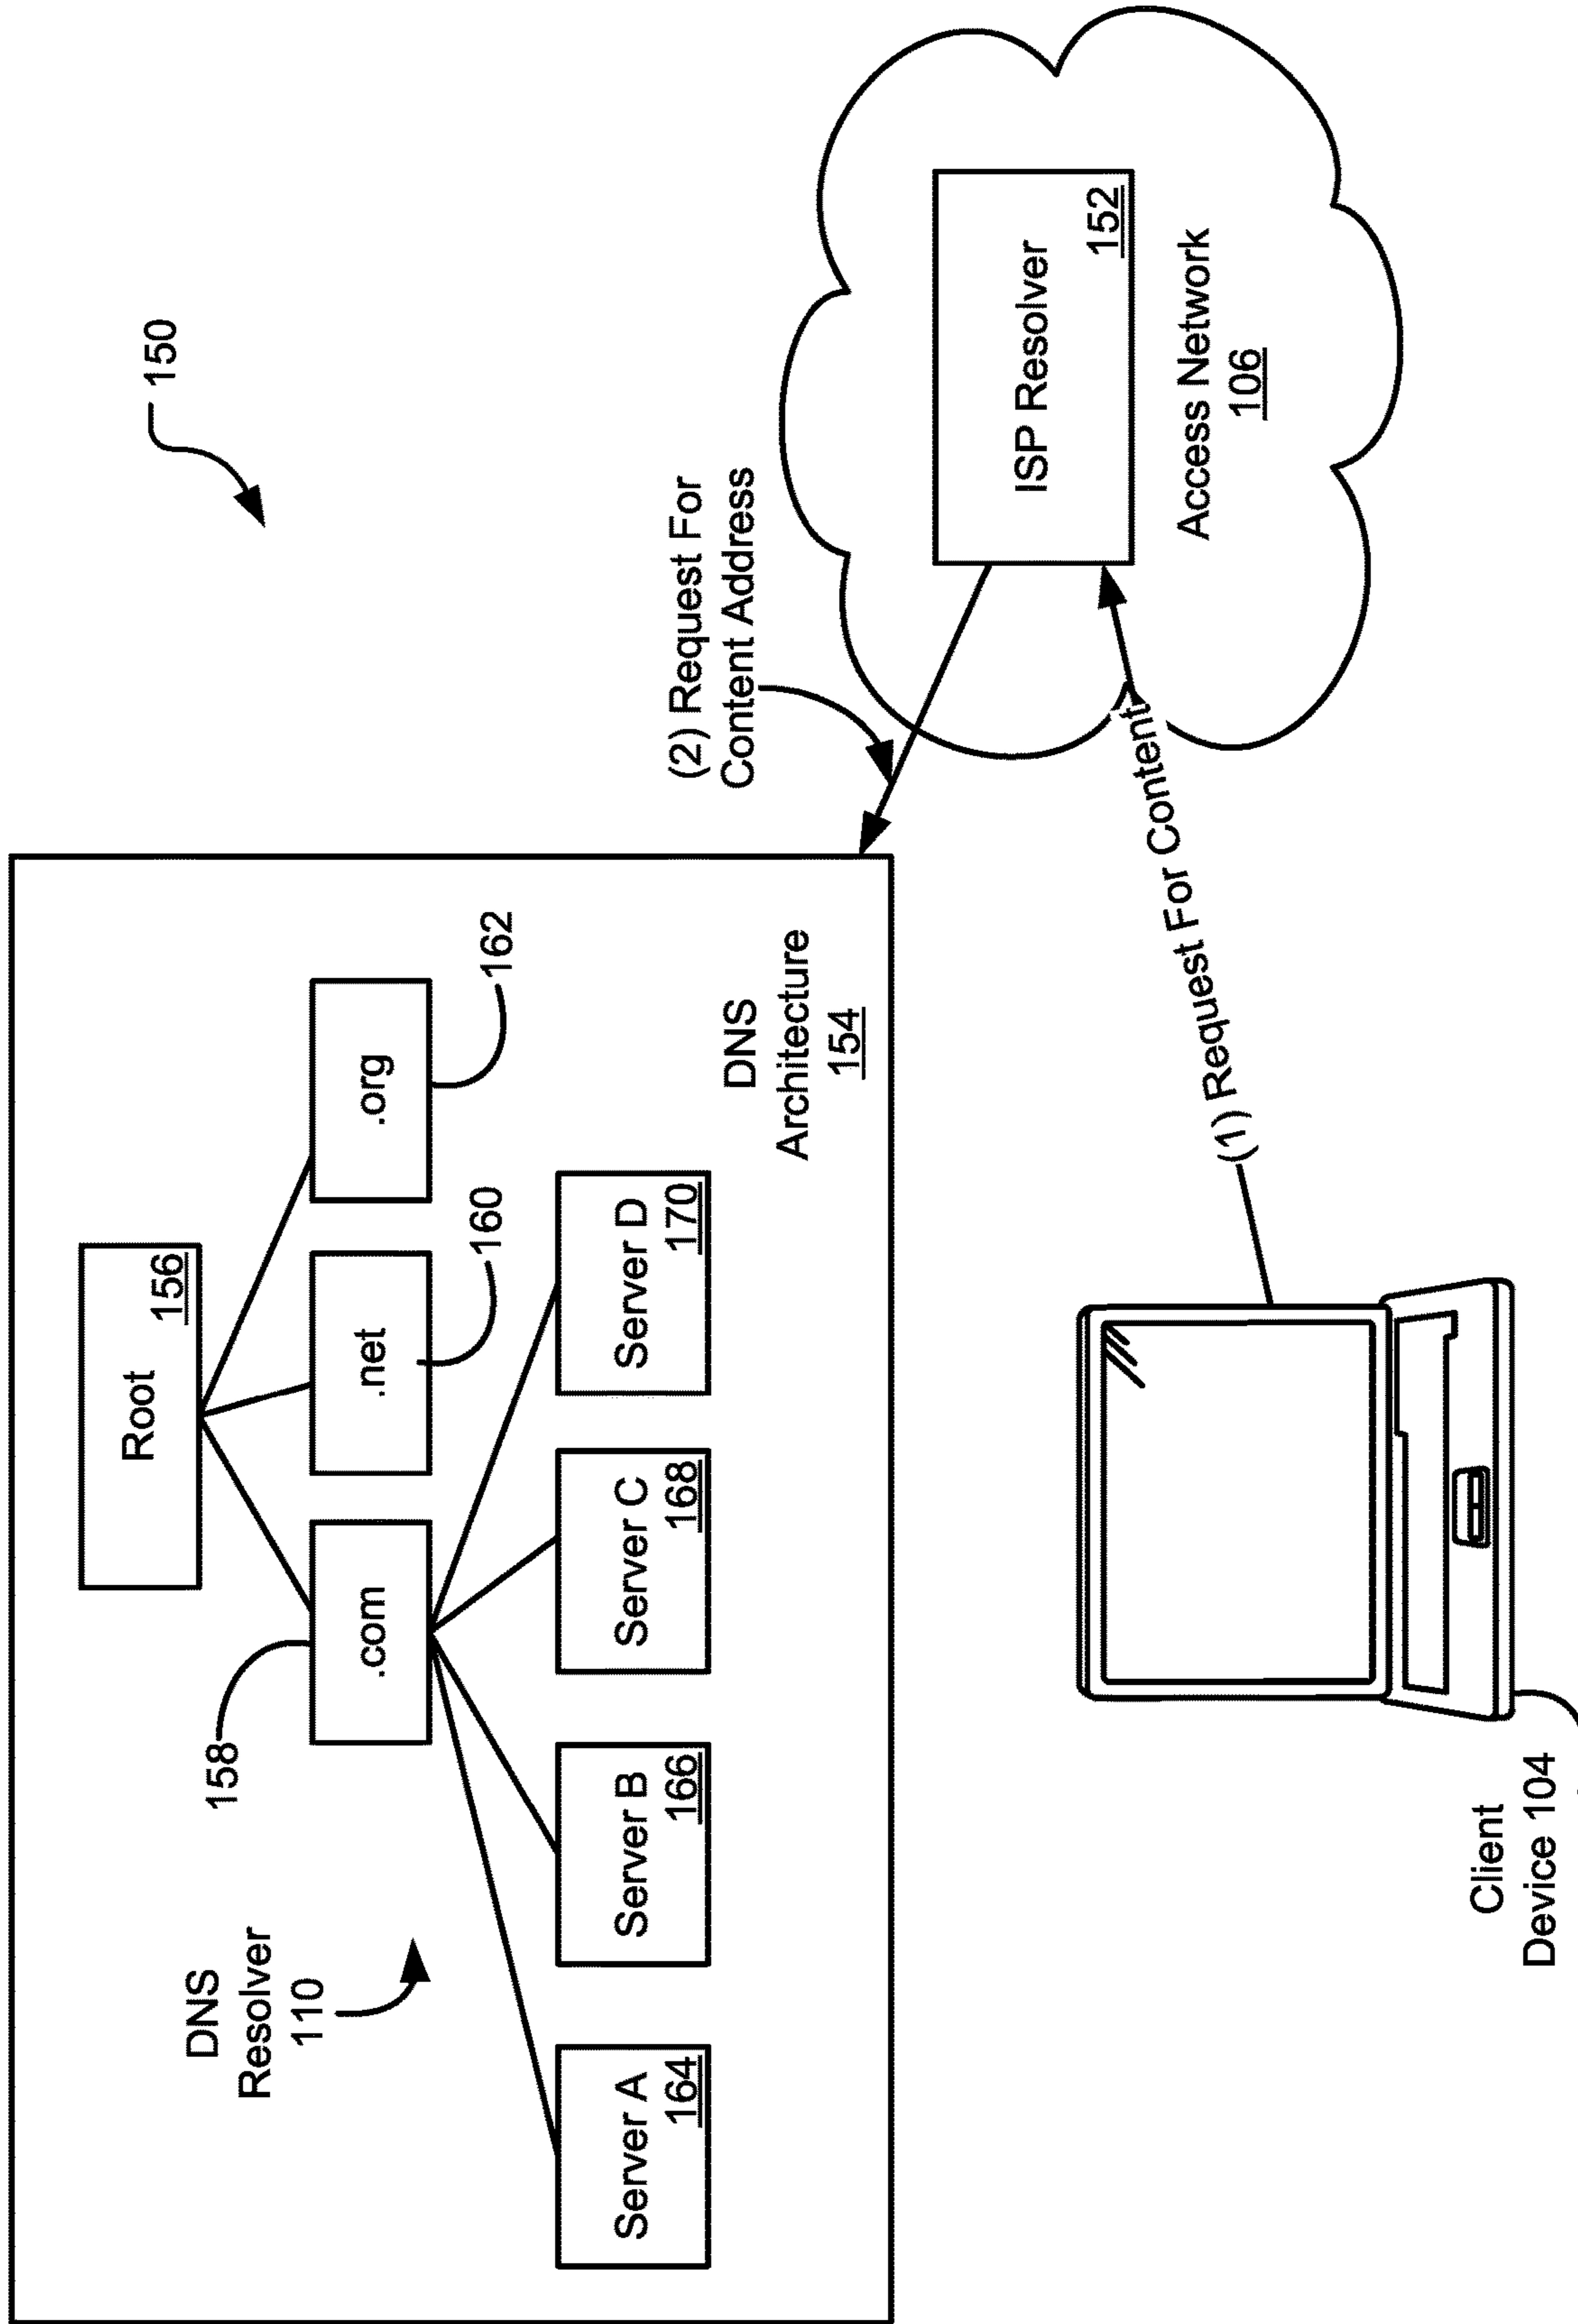 150
Root
156
158
.com
.net
160
.org
162
DNS
Resolver
110
Server A
164
Server B
166
Server C
168
Server D
170
DNS
Architecture
154
(2) Request For
Content Address
ISP Resolver
152
Access Network
106
(1) Request For Content
Client
Device 104